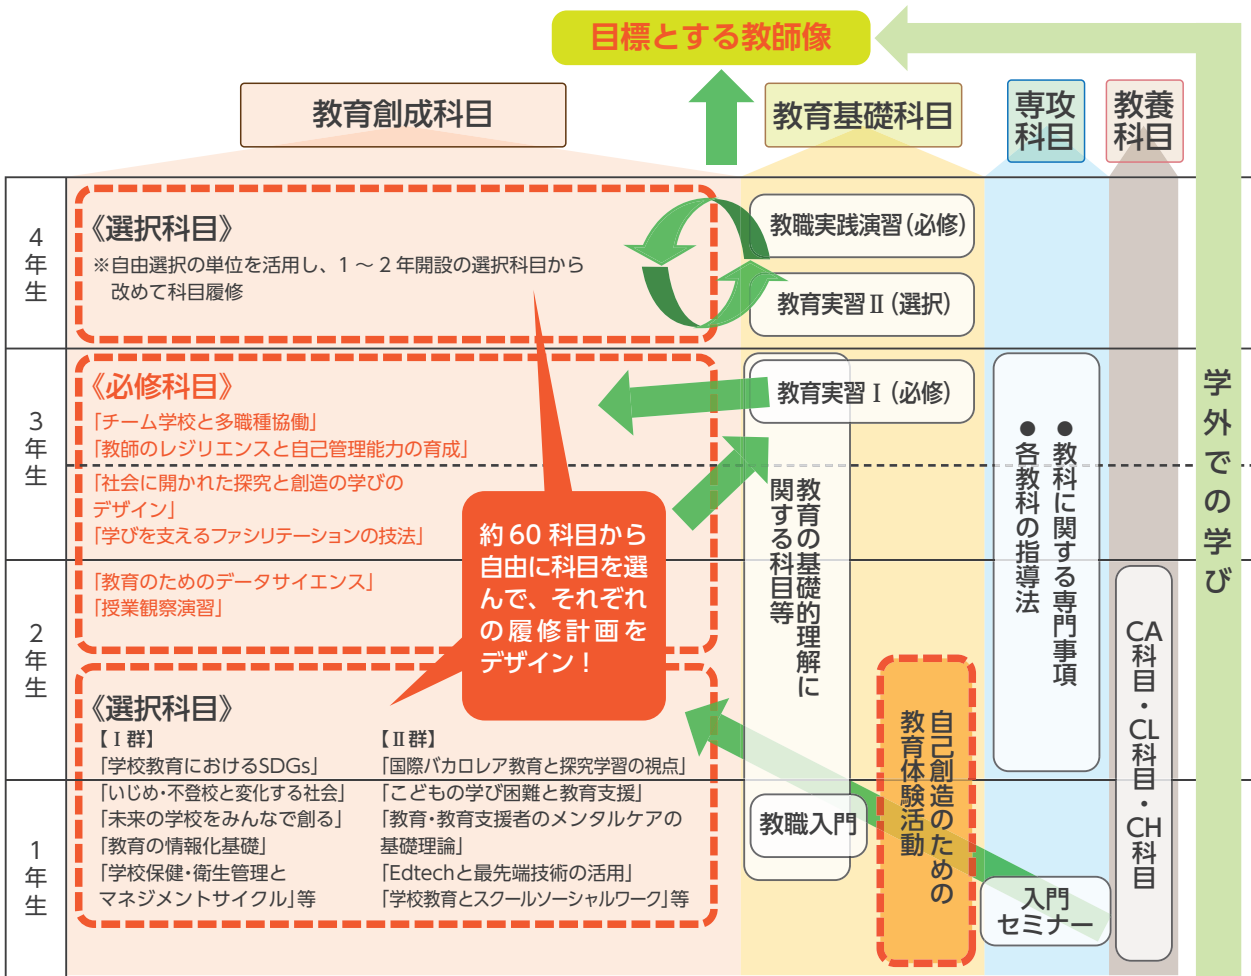 目標とする教師像
教育創成科目
教育基礎科目
専攻
科目
教養
科目
4年生
《選択科目》
※自由選択の単位を活用し、1～2年開設の選択科目から
改めて科目履修
教職実践演習(必修)
教育実習Ⅱ(選択)
3年生
《必修科目》
「チーム学校と多職種協働」
「教師のレジリエンスと自己管理能力の育成」
「社会に開かれた探究と創造の学びの
デザイン」
「学びを支えるファシリテーションの技法」
教育実習Ⅰ(必修)
教育の基礎的理解に
関する科目等
●教科に関する専門事項
●各教科の指導法
学外での学び
約60科目から
自由に科目を選
んで、それぞれ
の履修計画を
デザイン！
2年生
「教育のためのデータサイエンス」
「授業観察演習」
《選択科目》
【Ⅰ群】
「学校教育におけるSDGs」
「いじめ・不登校と変化する社会」
「未来の学校をみんなで創る」
「教育の情報化基礎」
「学校保健・衛生管理と
マネジメントサイクル」等
【Ⅱ群】
「国際バカロレア教育と探究学習の視点」
「こどもの学び困難と教育支援」
「教育・教育支援者のメンタルケアの
基礎理論」
「Edtechと最先端技術の活用」
「学校教育とスクールソーシャルワーク」等
1年生
教職入門
自己創造のための
教育体験活動
入門
セミナー
CA科目・CL科目・CH科目